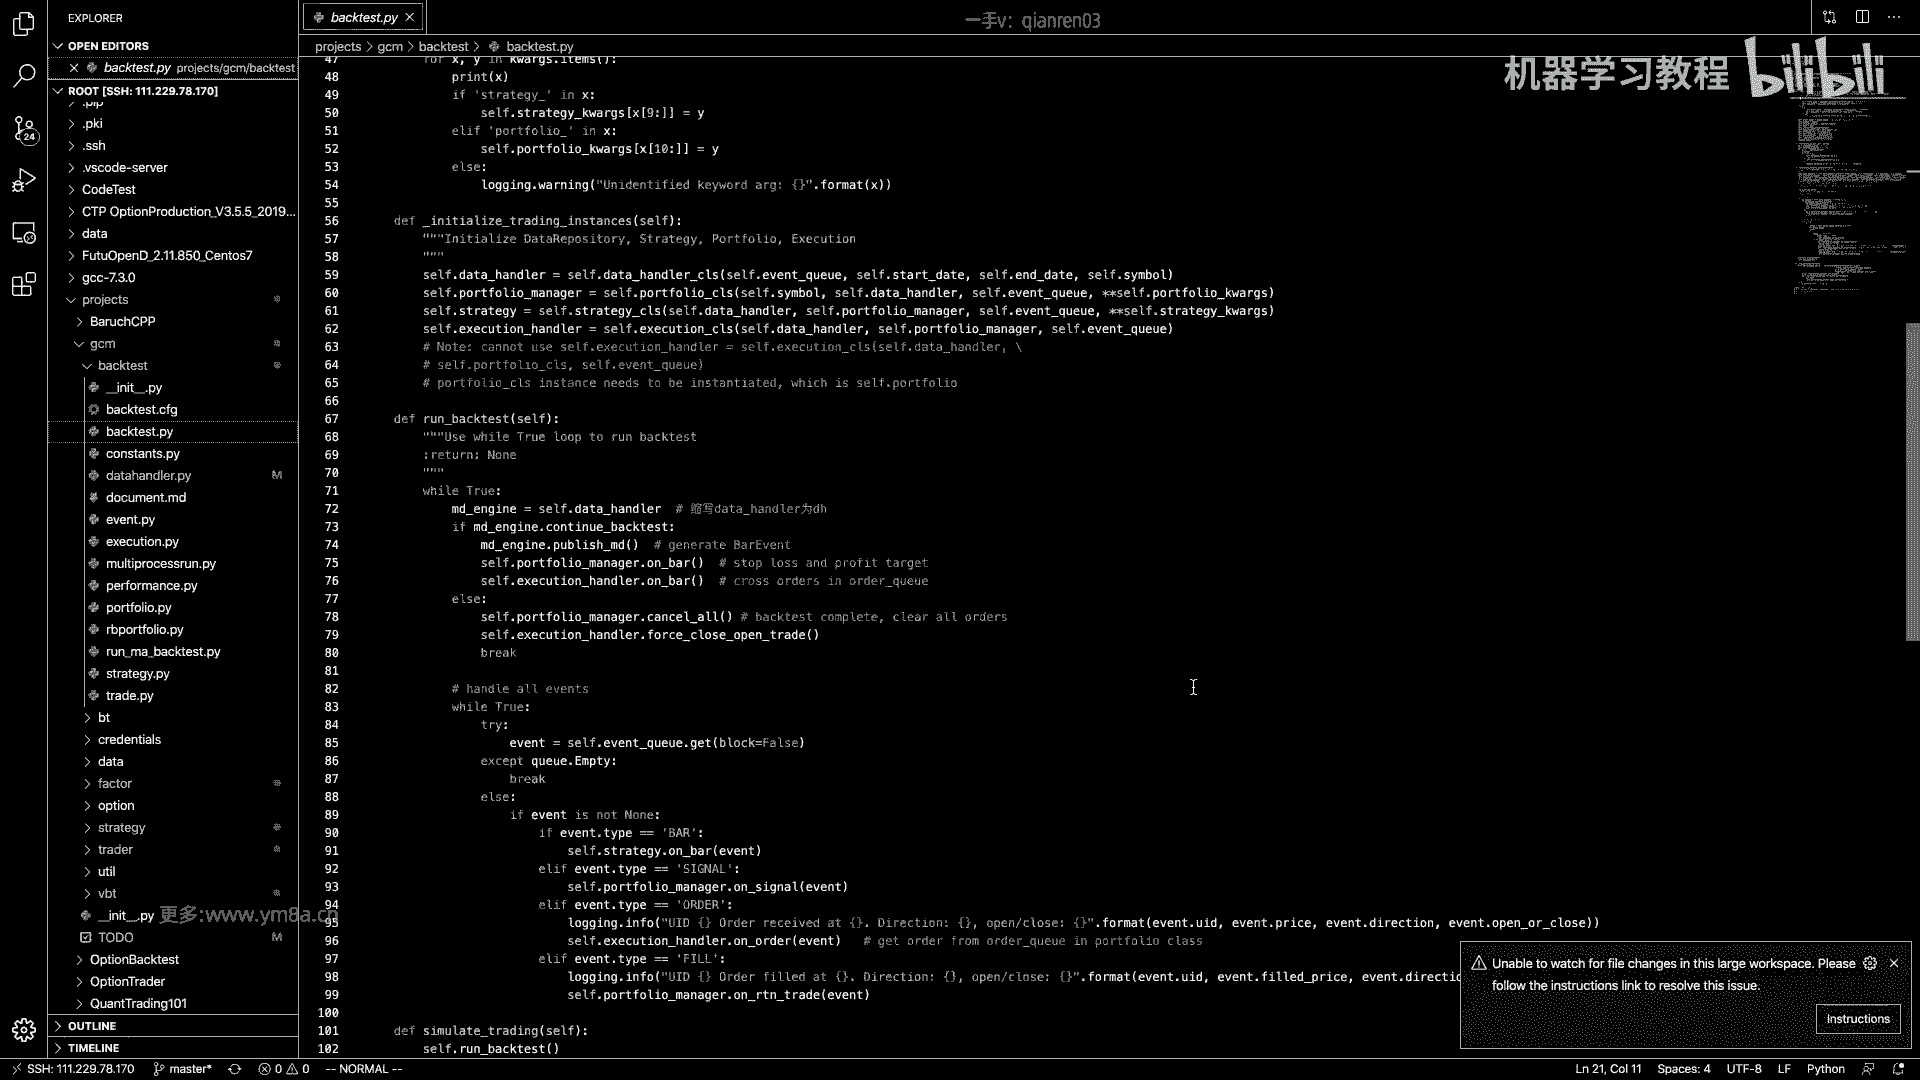 EXPLORER
OPEN EDITORS
backtest.py projects/gcm/backtest
ROOT [SSH: 111.229.78.170]
.pip
.pki
.ssh
.vscode-server
CodeTest
CTP OptionProduction_V3.5.5_2019...
data
FutuOpenD_2.11.850_Centos7
gcc-7.3.0
projects
BaruchCPP
gcm
backtest
__init__.py
backtest.cfg
backtest.py
constants.py
datahandler.py M
document.md
event.py
execution.py
multiprocessrun.py
performance.py
portfolio.py
rbportfolio.py
run_ma_backtest.py
strategy.py
trade.py
bt
credentials
data
factor
option
strategy
trader
util
vbt
__init__.py
TODO M
OptionBacktest
OptionTrader
QuantTrading101
OUTLINE
TIMELINE
24
更多:www.ym8a.cn
backtest.py
一手v: qianren03
projects > gcm > backtest > backtest.py
机器学习教程 bilibili
47 for x, y in kwargs.items():
48 print(x)
49 if 'strategy_' in x:
50 self.strategy_kwargs[x[9:]] = y
51 elif 'portfolio_' in x:
52 self.portfolio_kwargs[x[10:]] = y
53 else:
54 logging.warning("Unidentified keyword arg: {}".format(x))
55
56 def _initialize_trading_instances(self):
57 """Initialize DataRepository, Strategy, Portfolio, Execution
58 """
59 self.data_handler = self.data_handler_cls(self.event_queue, self.start_date, self.end_date, self.symbol)
60 self.portfolio_manager = self.portfolio_cls(self.symbol, self.data_handler, self.event_queue, **self.portfolio_kwargs)
61 self.strategy = self.strategy_cls(self.data_handler, self.portfolio_manager, self.event_queue, **self.strategy_kwargs)
62 self.execution_handler = self.execution_cls(self.data_handler, self.portfolio_manager, self.event_queue)
63 # Note: cannot use self.execution_handler = self.execution_cls(self.data_handler, \
64 # self.portfolio_cls, self.event_queue)
65 # portfolio_cls instance needs to be instantiated, which is self.portfolio
66
67 def run_backtest(self):
68 """Use while True loop to run backtest
69 :return: None
70 """
71 while True:
72 md_engine = self.data_handler # 缩写data_handler为dh
73 if md_engine.continue_backtest:
74 md_engine.publish_md() # generate BarEvent
75 self.portfolio_manager.on_bar() # stop loss and profit target
76 self.execution_handler.on_bar() # cross orders in order_queue
77 else:
78 self.portfolio_manager.cancel_all() # backtest complete, clear all orders
79 self.execution_handler.force_close_open_trade()
80 break
81
82 # handle all events
83 while True:
84 try:
85 event = self.event_queue.get(block=False)
86 except queue.Empty:
87 break
88 else:
89 if event is not None:
90 if event.type == 'BAR':
91 self.strategy.on_bar(event)
92 elif event.type == 'SIGNAL':
93 self.portfolio_manager.on_signal(event)
94 elif event.type == 'ORDER':
95 logging.info("UID {} Order received at {}. Direction: {}, open/close: {}".format(event.uid, event.price, event.direction, event.open_or_close))
96 self.execution_handler.on_order(event) # get order from order_queue in portfolio class
97 elif event.type == 'FILL':
98 logging.info("UID {} Order filled at {}. Direction: {}, open/close: {}".format(event.uid, event.filled_price, event.directio
99 self.portfolio_manager.on_rtn_trade(event)
100
101 def simulate_trading(self):
102 self.run_backtest()
Unable to watch for file changes in this large workspace. Please
follow the instructions link to resolve this issue.
Instructions
SSH: 111.229.78.170 master* 0 0 -- NORMAL -- Ln 21, Col 11 Spaces: 4 UTF-8 LF Python